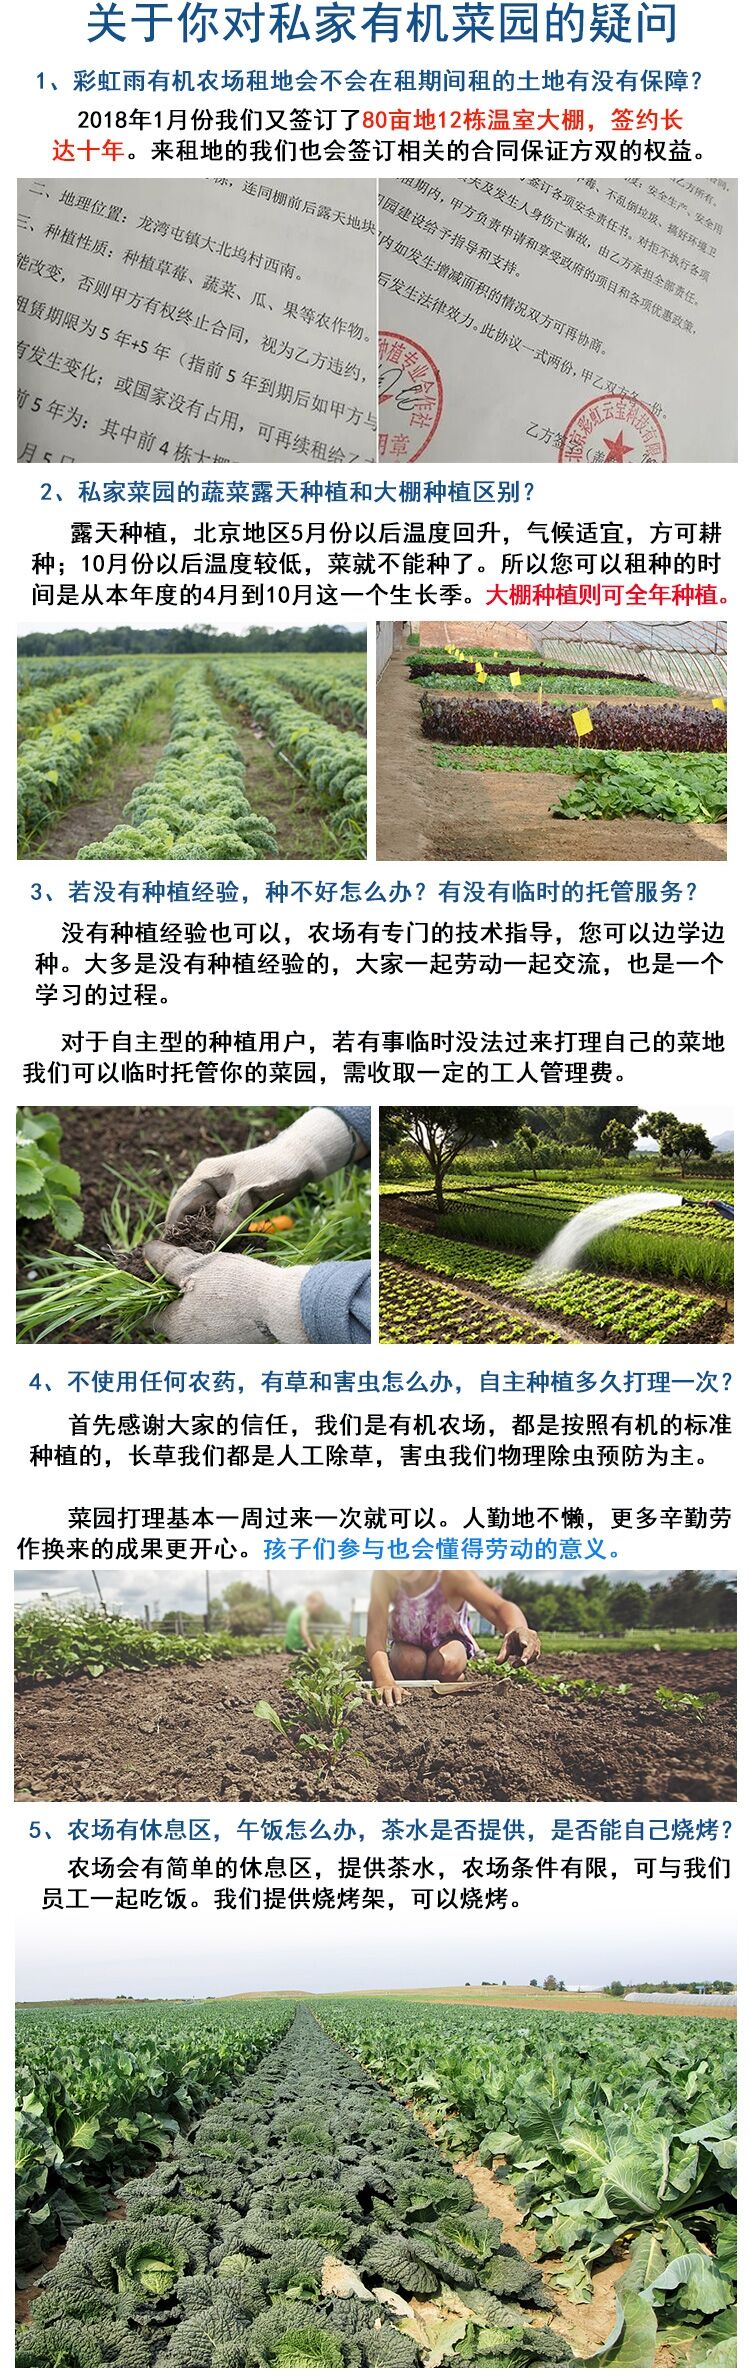 关于你对私家有机菜园的疑问
1、彩虹雨有机农场租地会不会在租期间租的土地有没有保障？
2018年1月份我们又签订了80亩地12栋温室大棚，签约长
达十年。来租地的我们也会签订相关的合同保证方双的权益。
连同棚前后露天地块
二、地理位置：龙湾屯镇大北坞村西南。
三、种植性质：种植草莓、蔬菜、瓜、果等农作物。
能改变，否则甲方有权终止合同，视为乙方违约，
租赁期限为5年+5年（指前5年到期后如甲方与
有发生变化；或国家没有占用，可再续租给乙
前5年为：其中前4栋大棚
月5日
乙方所有。
度：安全生产、安全用
不乱倒垃圾、搞好环境卫
签订各项安全责任书。对拒不执行各项
及发生人身伤亡事故，由乙方承担全部责任。
租期内，甲方负责申请和享受政府的项目和各项优惠政策，
园建设给予指导和支持。
内如发生增减面积的情况双方可再协商。
后发生法律效力。此协议一式两份，甲乙双方各一份。
种植专业合作社
用章
乙方签
北京彩虹云宝科技有限
2、私家菜园的蔬菜露天种植和大棚种植区别？
露天种植，北京地区5月份以后温度回升，气候适宜，方可耕
种；10月份以后温度较低，菜就不能种了。所以您可以租种的时
间是从本年度的4月到10月这一个生长季。大棚种植则可全年种植。
3、若没有种植经验，种不好怎么办？有没有临时的托管服务？
没有种植经验也可以，农场有专门的技术指导，您可以边学边
种。大多是没有种植经验的，大家一起劳动一起交流，也是一个
学习的过程。
对于自主型的种植用户，若有事临时没法过来打理自己的菜地
我们可以临时托管你的菜园，需收取一定的工人管理费。
4、不使用任何农药，有草和害虫怎么办，自主种植多久打理一次？
首先感谢大家的信任，我们是有机农场，都是按照有机的标准
种植的，长草我们都是人工除草，害虫我们物理除虫预防为主。
菜园打理基本一周过来一次就可以。人勤地不懒，更多辛勤劳
作换来的成果更开心。孩子们参与也会懂得劳动的意义。
5、农场有休息区，午饭怎么办，茶水是否提供，是否能自己烧烤？
农场会有简单的休息区，提供茶水，农场条件有限，可与我们
员工一起吃饭。我们提供烧烤架，可以烧烤。